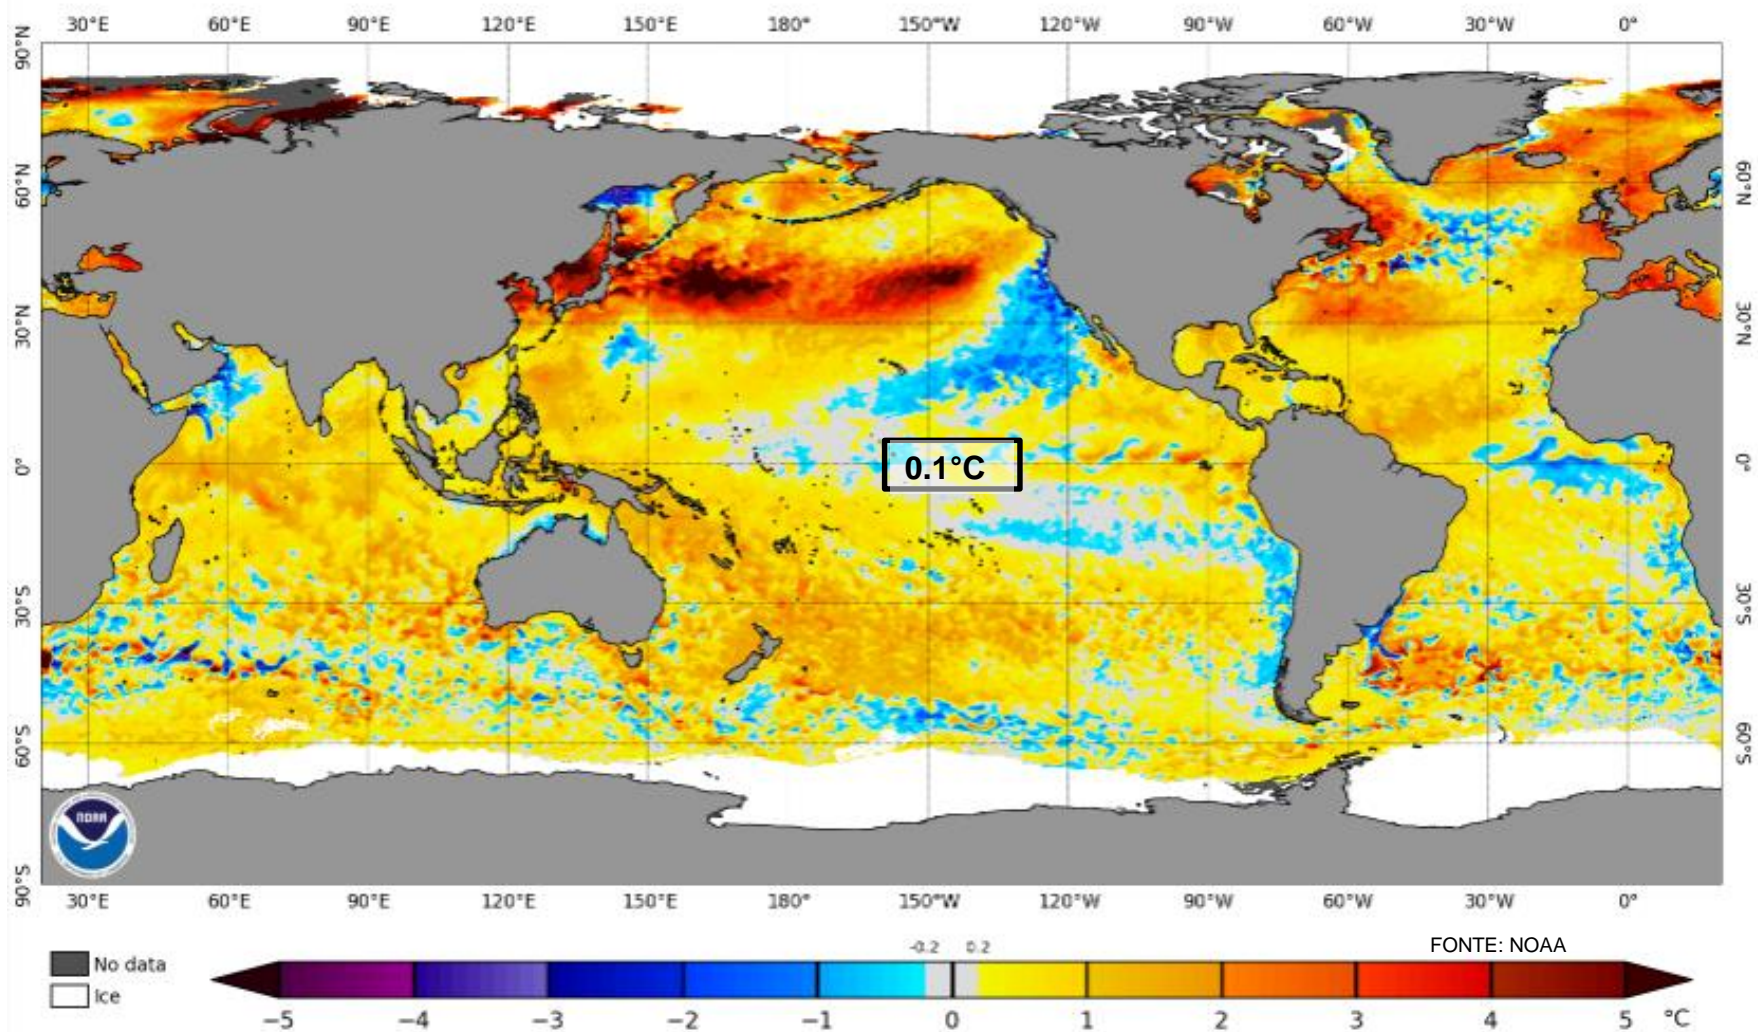 30°E 60°E 90°E 120°E 150°E 180° 150°W 120°W 90°W 60°W 30°W 0°
90°N
60°N 60°N
30°N 30°N
0° 0.1°C 0°
30°S 30°S
60°S 60°S
NOAA
90°S
30°E 60°E 90°E 120°E 150°E 180° 150°W 120°W 90°W 60°W 30°W 0°
-0.2 0.2 FONTE: NOAA
No data
Ice
−5 −4 −3 −2 −1 0 1 2 3 4 5 °C